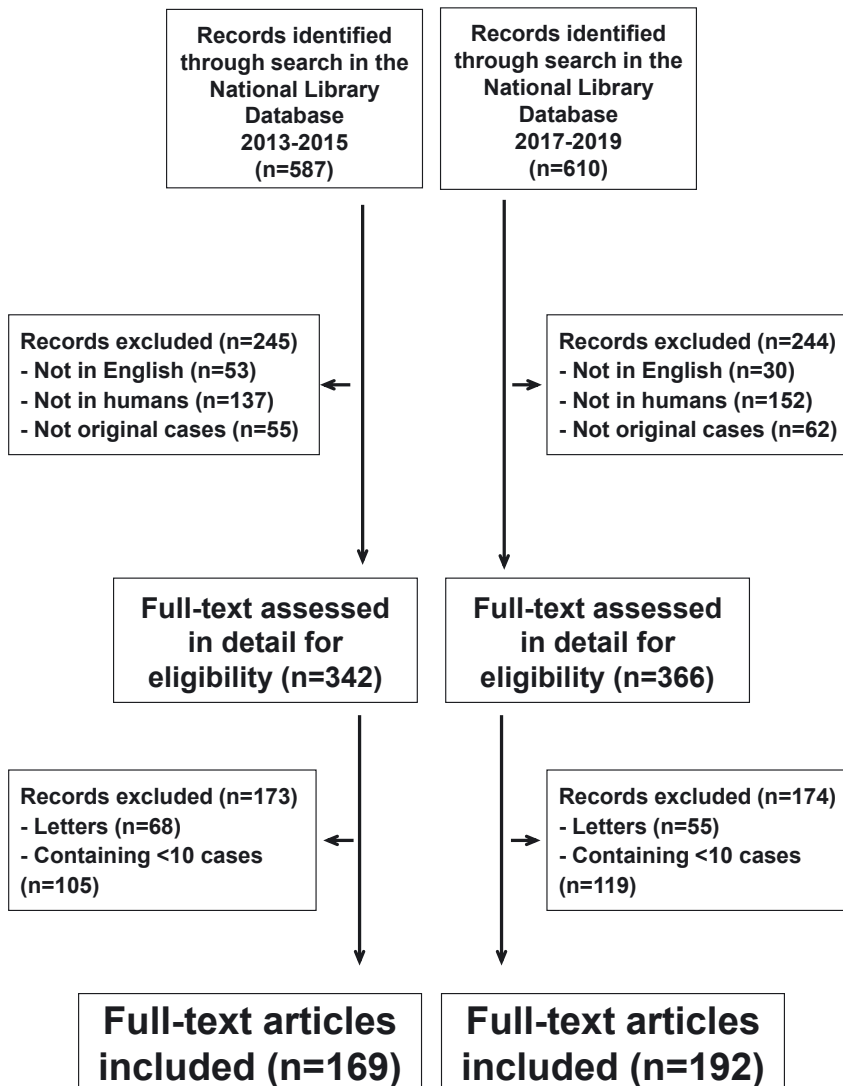 Records identified
through search in the
National Library
Database
2013-2015
(n=587)
Records identified
through search in the
National Library
Database
2017-2019
(n=610)
Records excluded (n=245)
- Not in English (n=53)
- Not in humans (n=137)
- Not original cases (n=55)
Records excluded (n=244)
- Not in English (n=30)
- Not in humans (n=152)
- Not original cases (n=62)
Full-text assessed
in detail for
eligibility (n=342)
Full-text assessed
in detail for
eligibility (n=366)
Records excluded (n=173)
- Letters (n=68)
- Containing <10 cases
(n=105)
Records excluded (n=174)
- Letters (n=55)
- Containing <10 cases
(n=119)
Full-text articles
included (n=169)
Full-text articles
included (n=192)